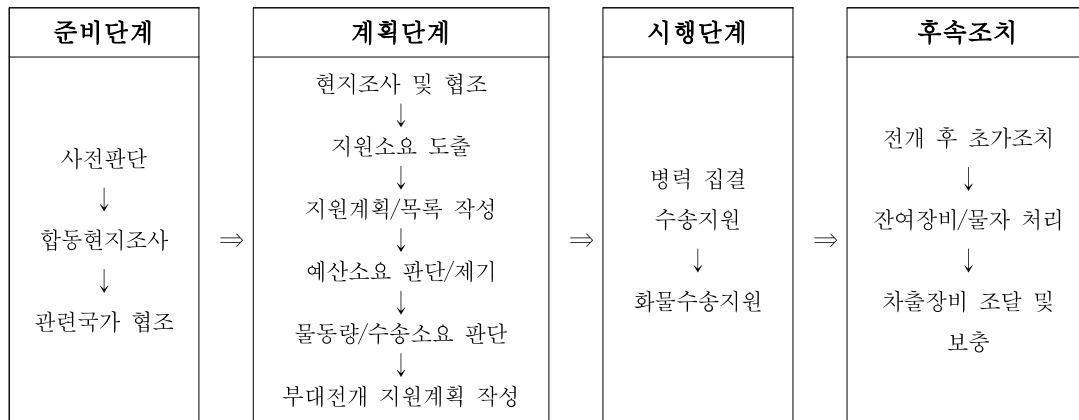 준비단계
사전판단
↓
합동현지조사
↓
관련국가 협조
⇒
계획단계
현지조사 및 협조
↓
지원소요 도출
↓
지원계획/목록 작성
↓
예산소요 판단/제기
↓
물동량/수송소요 판단
↓
부대전개 지원계획 작성
⇒
시행단계
병력 집결
수송지원
↓
화물수송지원
⇒
후속조치
전개 후 초가조치
↓
잔여장비/물자 처리
↓
차출장비 조달 및
보충